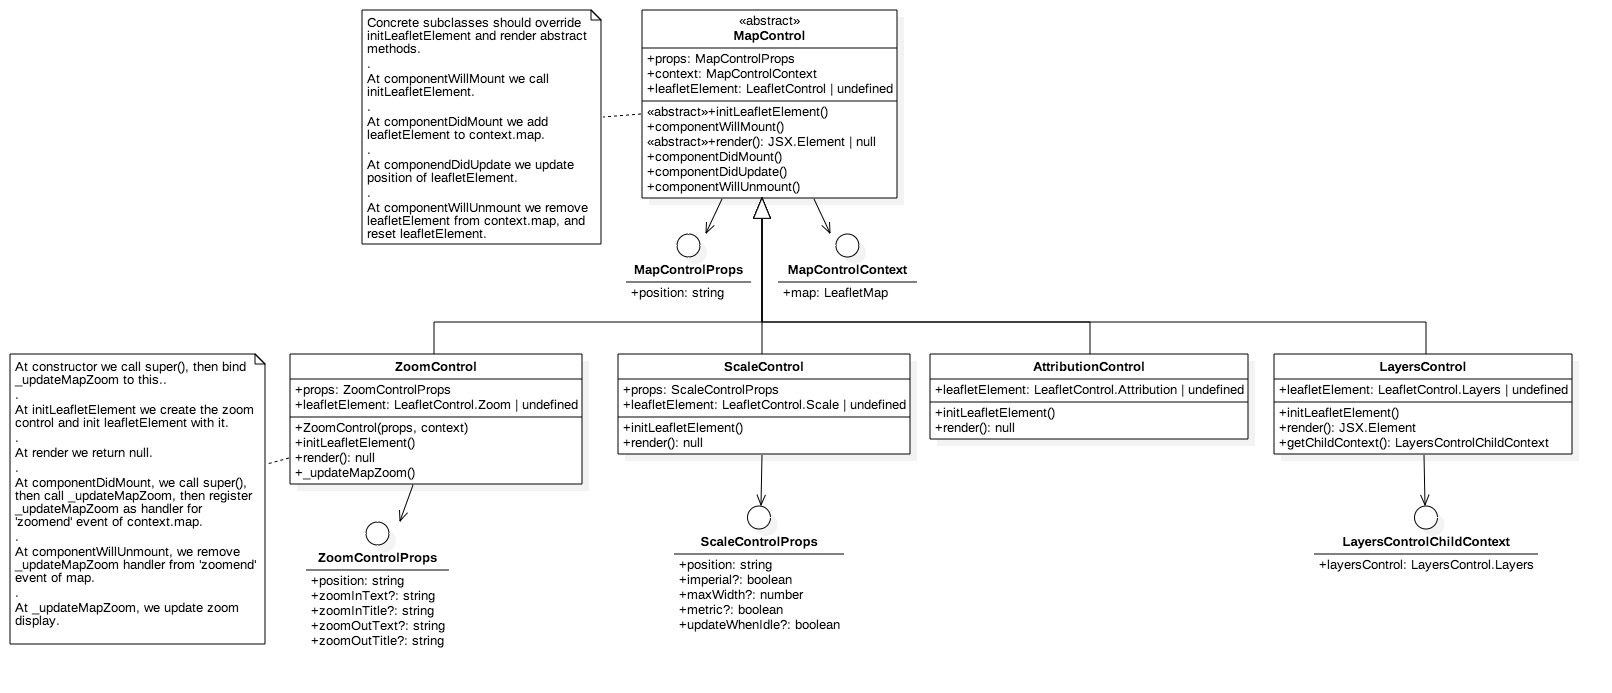 Concrete subclasses should override
initLeafletElement and render abstract
methods.
.
At componentWillMount we call
initLeafletElement.
.
At componentDidMount we add
leafletElement to context.map.
.
At componendDidUpdate we update
position of leafletElement.
.
At componentWillUnmount we remove
leafletElement from context.map, and
reset leafletElement.
«abstract»
MapControl
+props: MapControlProps
+context: MapControlContext
+leafletElement: LeafletControl | undefined
«abstract»+initLeafletElement()
+componentWillMount()
«abstract»+render(): JSX.Element | null
+componentDidMount()
+componentDidUpdate()
+componentWillUnmount()
MapControlProps
+position: string
MapControlContext
+map: LeafletMap
At constructor we call super(), then bind
_updateMapZoom to this..
.
At initLeafletElement we create the zoom
control and init leafletElement with it.
.
At render we return null.
.
At componentDidMount, we call super(),
then call _updateMapZoom, then register
_updateMapZoom as handler for
'zoomend' event of context.map.
.
At componentWillUnmount, we remove
_updateMapZoom handler from 'zoomend'
event of map.
.
At _updateMapZoom, we update zoom
display.
ZoomControl
+props: ZoomControlProps
+leafletElement: LeafletControl.Zoom | undefined
+ZoomControl(props, context)
+initLeafletElement()
+render(): null
+_updateMapZoom()
ZoomControlProps
+position: string
+zoomInText?: string
+zoomInTitle?: string
+zoomOutText?: string
+zoomOutTitle?: string
ScaleControl
+props: ScaleControlProps
+leafletElement: LeafletControl.Scale | undefined
+initLeafletElement()
+render(): null
ScaleControlProps
+position: string
+imperial?: boolean
+maxWidth?: number
+metric?: boolean
+updateWhenIdle?: boolean
AttributionControl
+leafletElement: LeafletControl.Attribution | undefined
+initLeafletElement()
+render(): null
LayersControl
+leafletElement: LeafletControl.Layers | undefined
+initLeafletElement()
+render(): JSX.Element
+getChildContext(): LayersControlChildContext
LayersControlChildContext
+layersControl: LayersControl.Layers